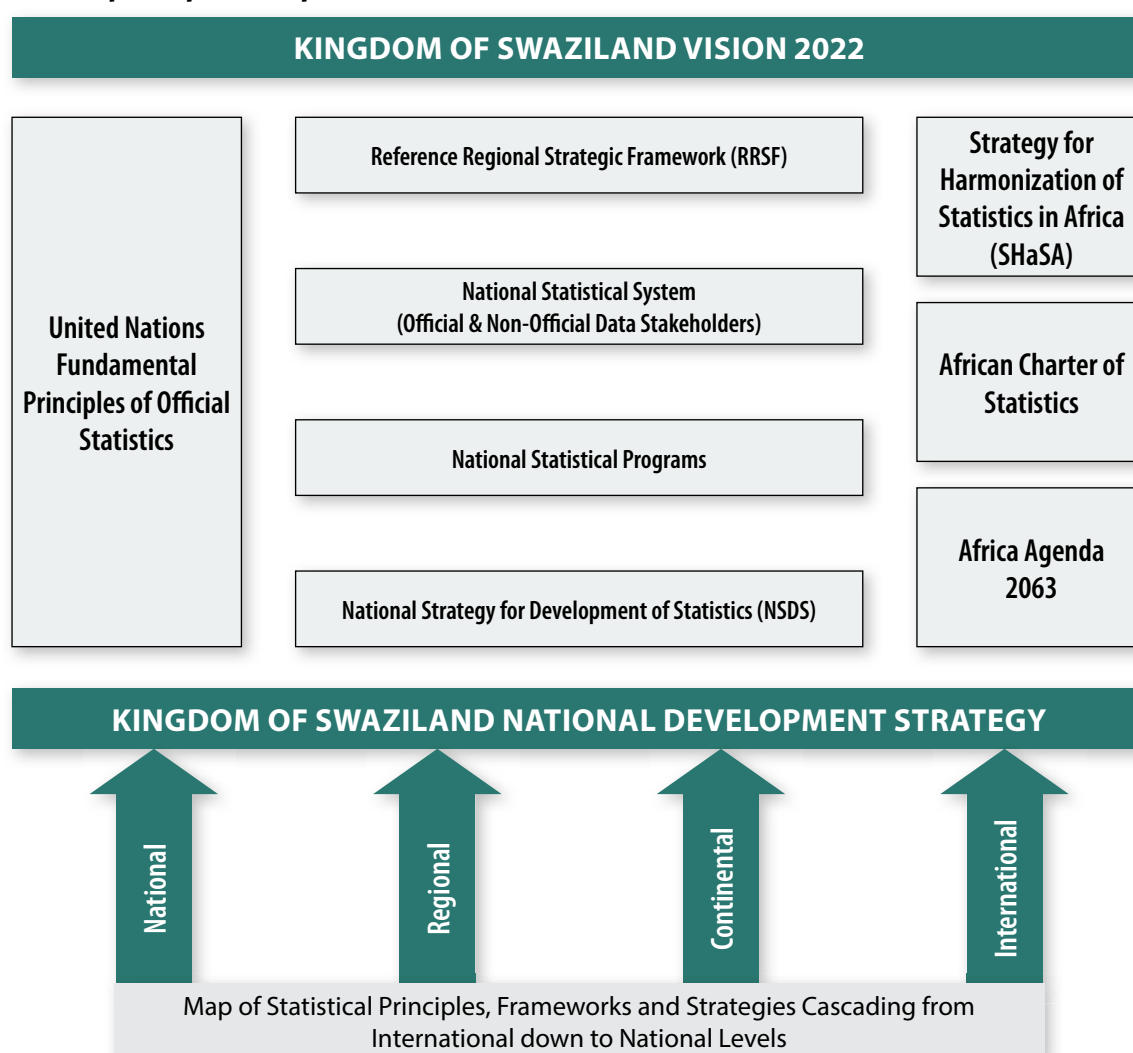 KINGDOM OF SWAZILAND VISION 2022
United Nations
Fundamental
Principles of Official
Statistics
Reference Regional Strategic Framework (RRSF)
National Statistical System
(Official & Non-Official Data Stakeholders)
National Statistical Programs
National Strategy for Development of Statistics (NSDS)
Strategy for
Harmonization of
Statistics in Africa
(SHaSA)
African Charter of
Statistics
Africa Agenda
2063
KINGDOM OF SWAZILAND NATIONAL DEVELOPMENT STRATEGY
National
Regional
Continental
International
Map of Statistical Principles, Frameworks and Strategies Cascading from
International down to National Levels